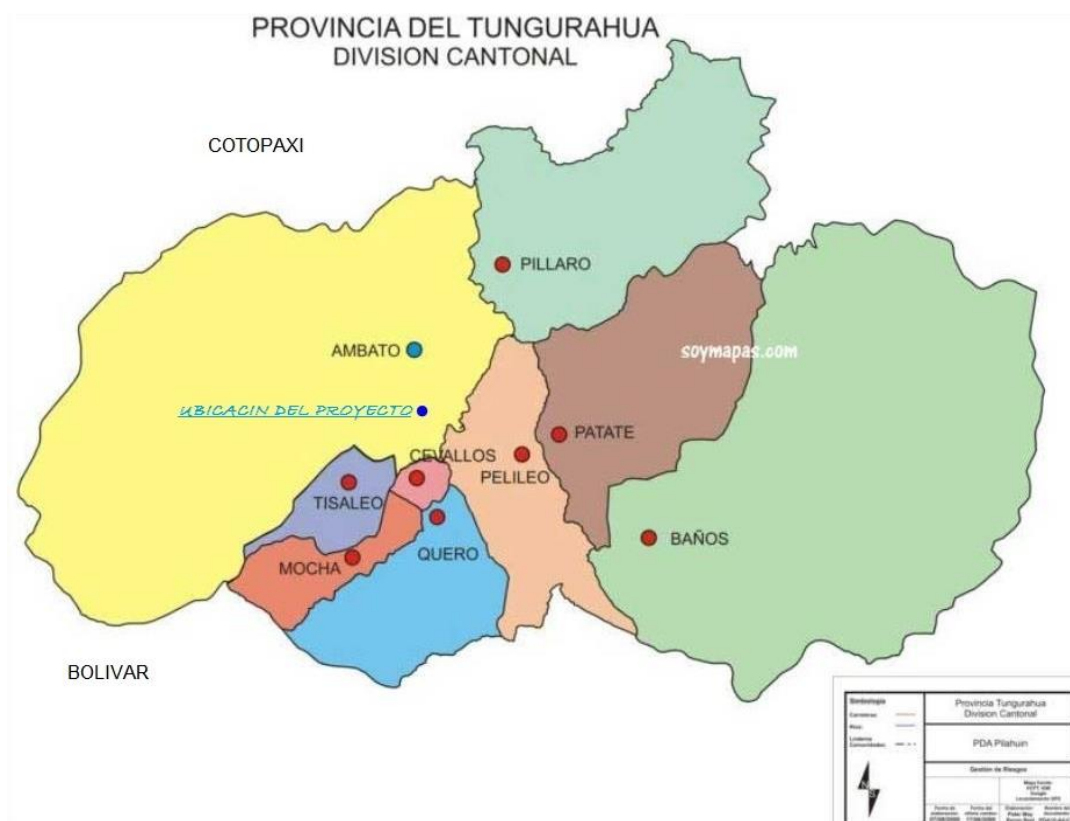 PROVINCIA DEL TUNGURAHUA
DIVISION CANTONAL
COTOPAXI
PILLARO
AMBATO
soymapas.com
UBICACIN DEL PROYECTO
PATATE
CEVALLOS
PELILEO
TISALEO
BAÑOS
QUERO
MOCHA
BOLIVAR
Simbología
Provincia Tungurahua
Division Cantonal
PDA Pilahuin
Gestión de Riesgos